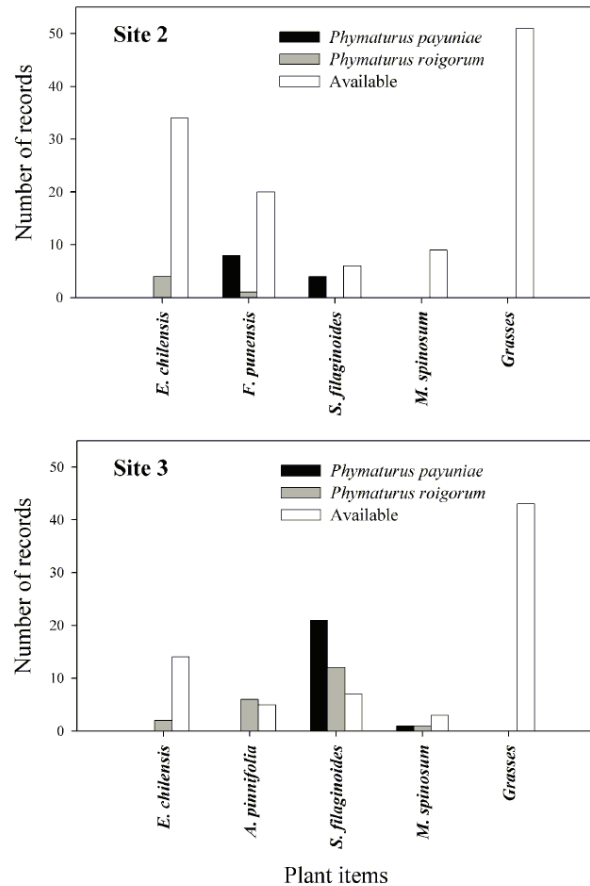 Site 2
Phymaturus payuniae
Phymaturus roigorum
Available
Number of records
50
40
30
20
10
0
E. chilensis
F. punensis
S. filaginoides
M. spinosum
Grasses
Site 3
Phymaturus payuniae
Phymaturus roigorum
Available
Number of records
50
40
30
20
10
0
E. chilensis
A. pinnifolia
S. filaginoides
M. spinosum
Grasses
Plant items